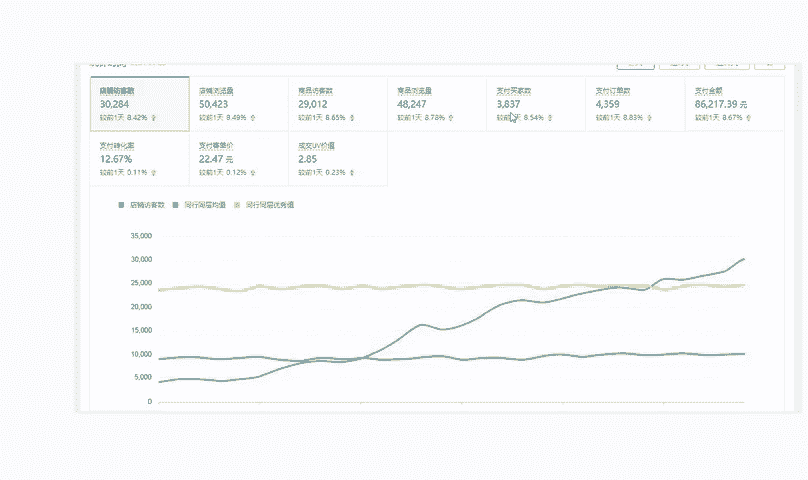 店铺访客数
30,284
较前1天 8.42%
店铺浏览量
50,423
较前1天 8.49%
商品访客数
29,012
较前1天 8.65%
商品浏览量
48,247
较前1天 8.78%
支付买家数
3,837
较前1天 8.54%
支付订单数
4,359
较前1天 8.83%
支付金额
86,217.39 元
较前1天 8.67%
支付转化率
12.67%
较前1天 0.11%
支付客单价
22.47 元
较前1天 0.12%
成交UV价值
2.85
较前1天 0.23%
店铺访客数 同行同层均值 同行同层优秀值
35,000
30,000
25,000
20,000
15,000
10,000
5,000
0